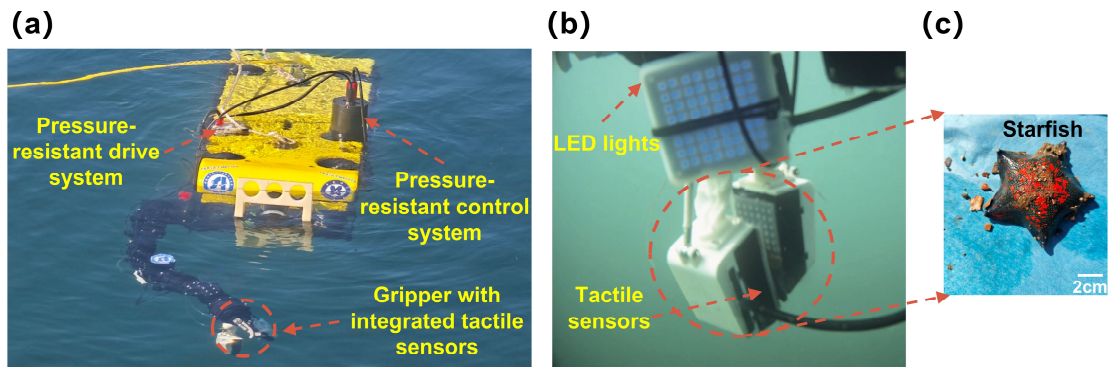 (a)
Pressure-
resistant drive
system
Pressure-
resistant control
system
Gripper with
integrated tactile
sensors
(b)
LED lights
Tactile
sensors
(c)
Starfish
2cm